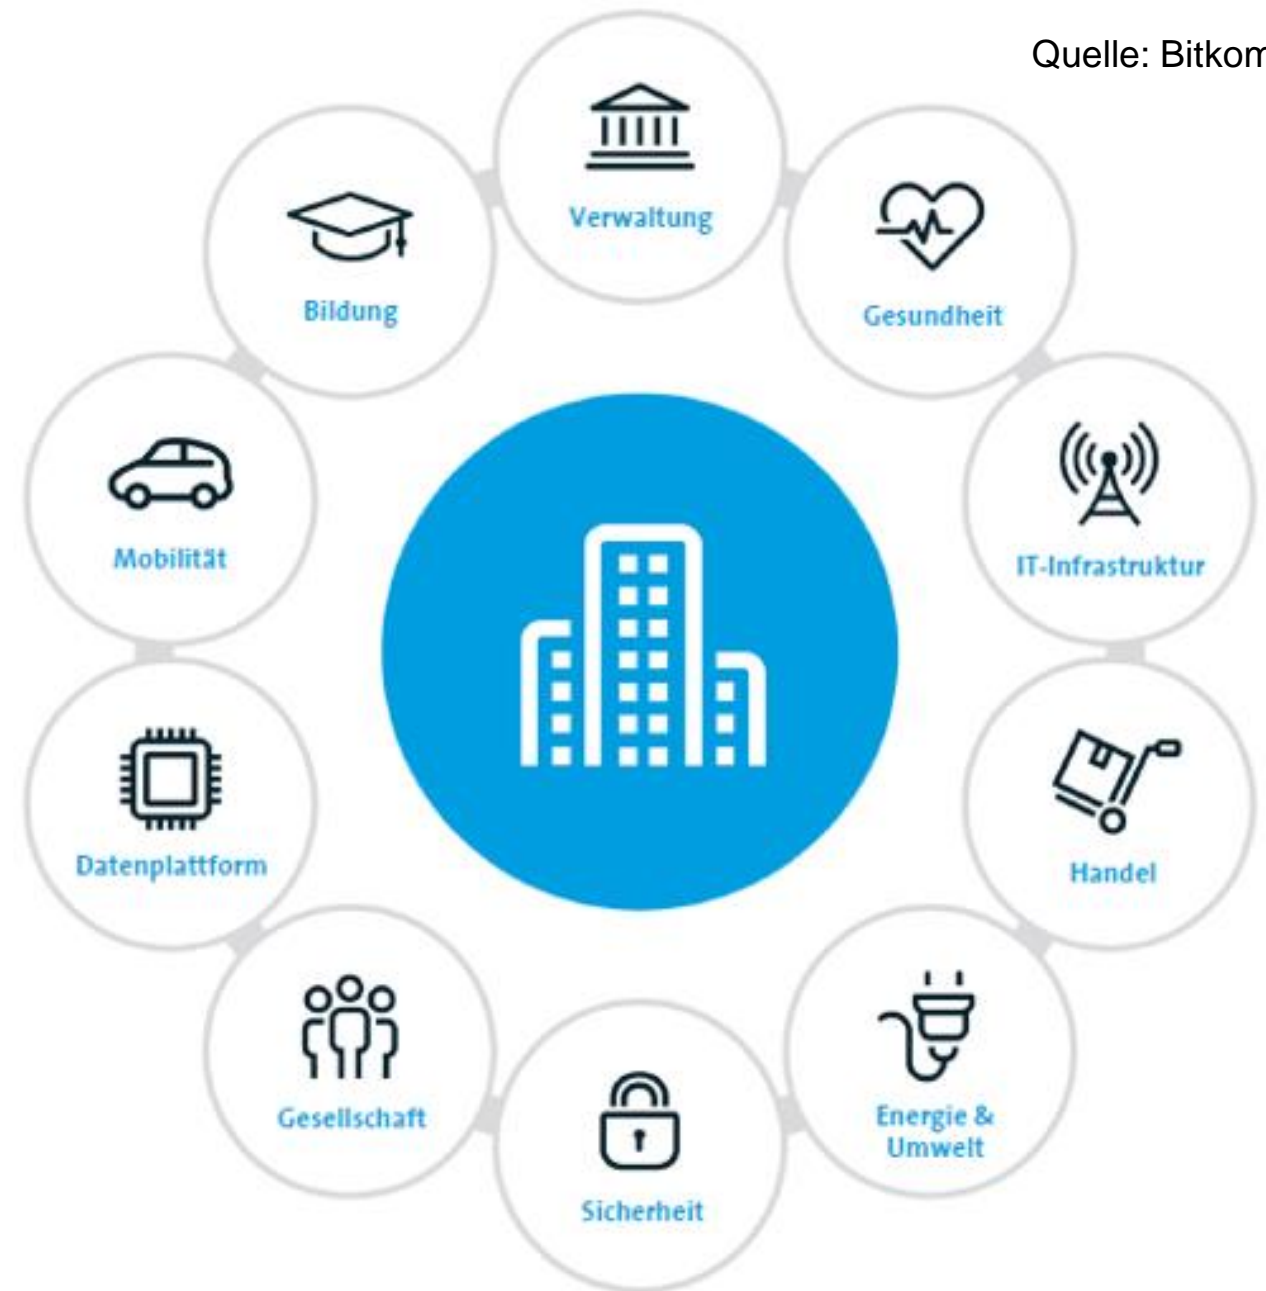 Quelle: Bitkom
Verwaltung
Bildung
Gesundheit
Mobilität
IT-Infrastruktur
Datenplattform
Handel
Gesellschaft
Energie &
Umwelt
Sicherheit